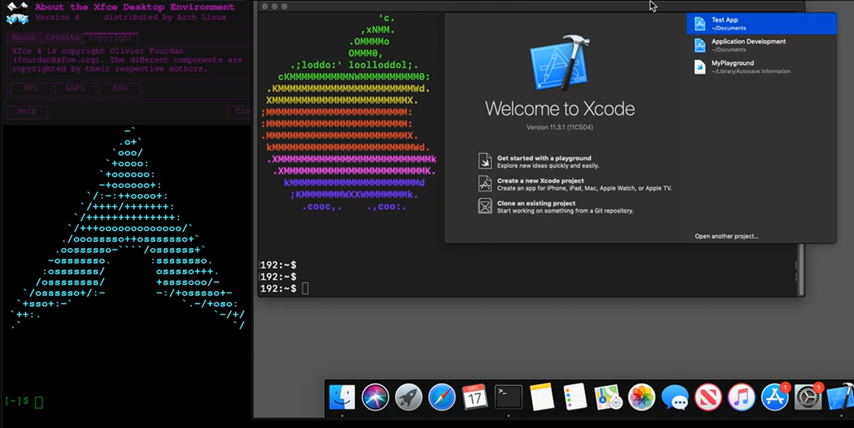 About the Xfce Desktop Environment
Version 4 distributed by Arch Linux
About Credits Copyright
Xfce 4 is copyright Olivier Fourdan
(fourdan@xfce.org). The different components are
copyrighted by their respective authors.
GPL LGPL BSD
Help
[~]$
192:~$
192:~$
192:~$
Welcome to Xcode
Version 11.3.1 (11C504)
Get started with a playground
Explore new ideas quickly and easily.
Create a new Xcode project
Create an app for iPhone, iPad, Mac, Apple Watch, or Apple TV.
Clone an existing project
Start working on something from a Git repository.
Test App
~/Documents
Application Development
~/Documents
MyPlayground
~/Library/Autosave Information
Open another project...
DEC
17
1
1